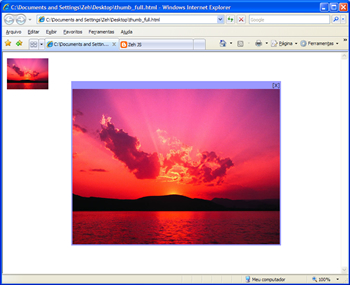 C:\Documents and Settings\Zeh\Desktop\thumb_full.html - Windows Internet Explorer
C:\Documents and Settings\Zeh\Desktop\thumb_full.html
Google
Arquivo Editar Exibir Favoritos Ferramentas Ajuda
C:\Documents and Settin... Zeh JS
Página Ferramentas
[X]
Meu computador 100%